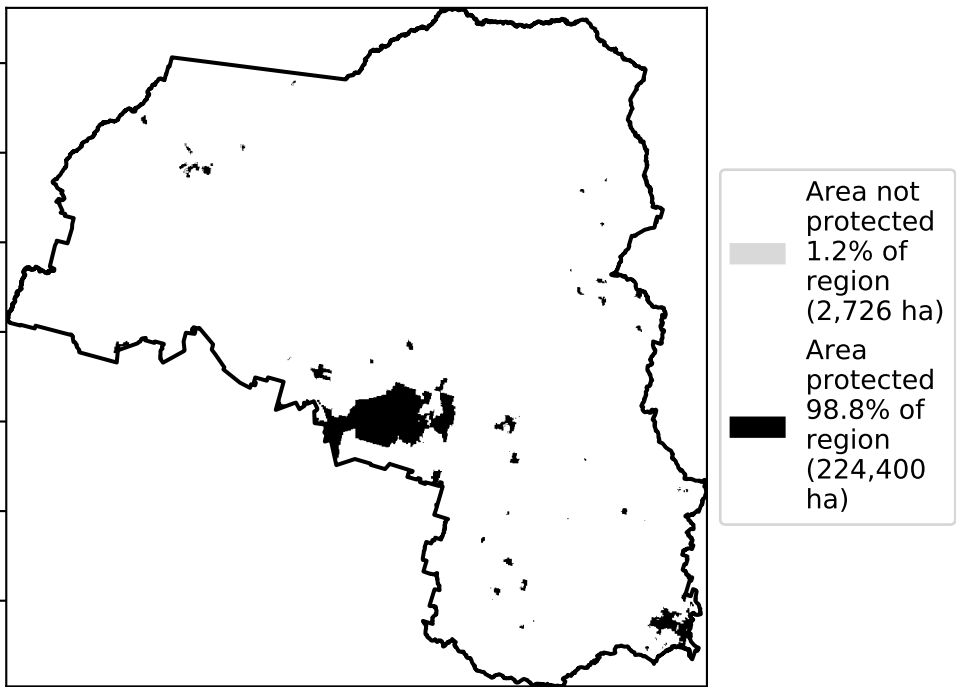 Area not
protected
1.2% of
region
(2,726 ha)
Area
protected
98.8% of
region
(224,400
ha)